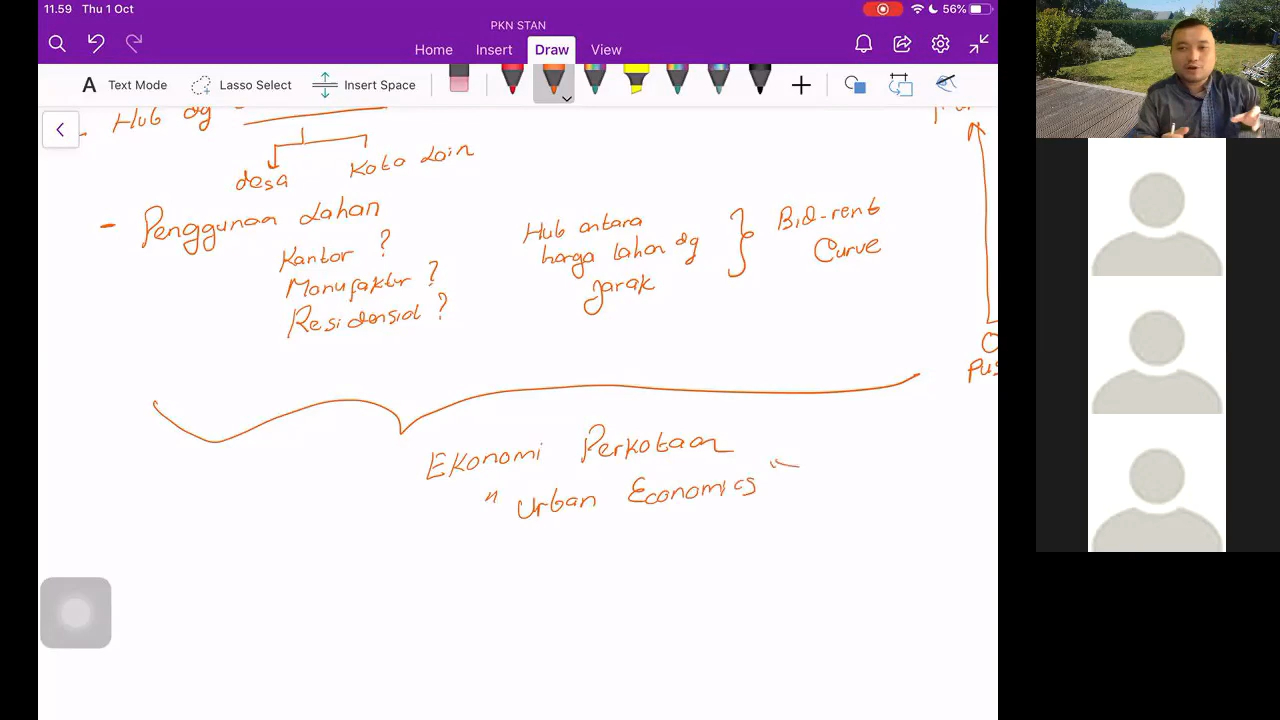 11.59 Thu 1 Oct
56%
PKN STAN
Home Insert Draw View
Text Mode Lasso Select Insert Space
- Hub dg
desa
Kota Lain
- Penggunaan Lahan
Kantor ?
Manufaktur ?
Residensial ?
Hub antara
harga lahan dg
Jarak
Bid-rent
Curve
Ekonomi Perkotaan
"Urban Economics"